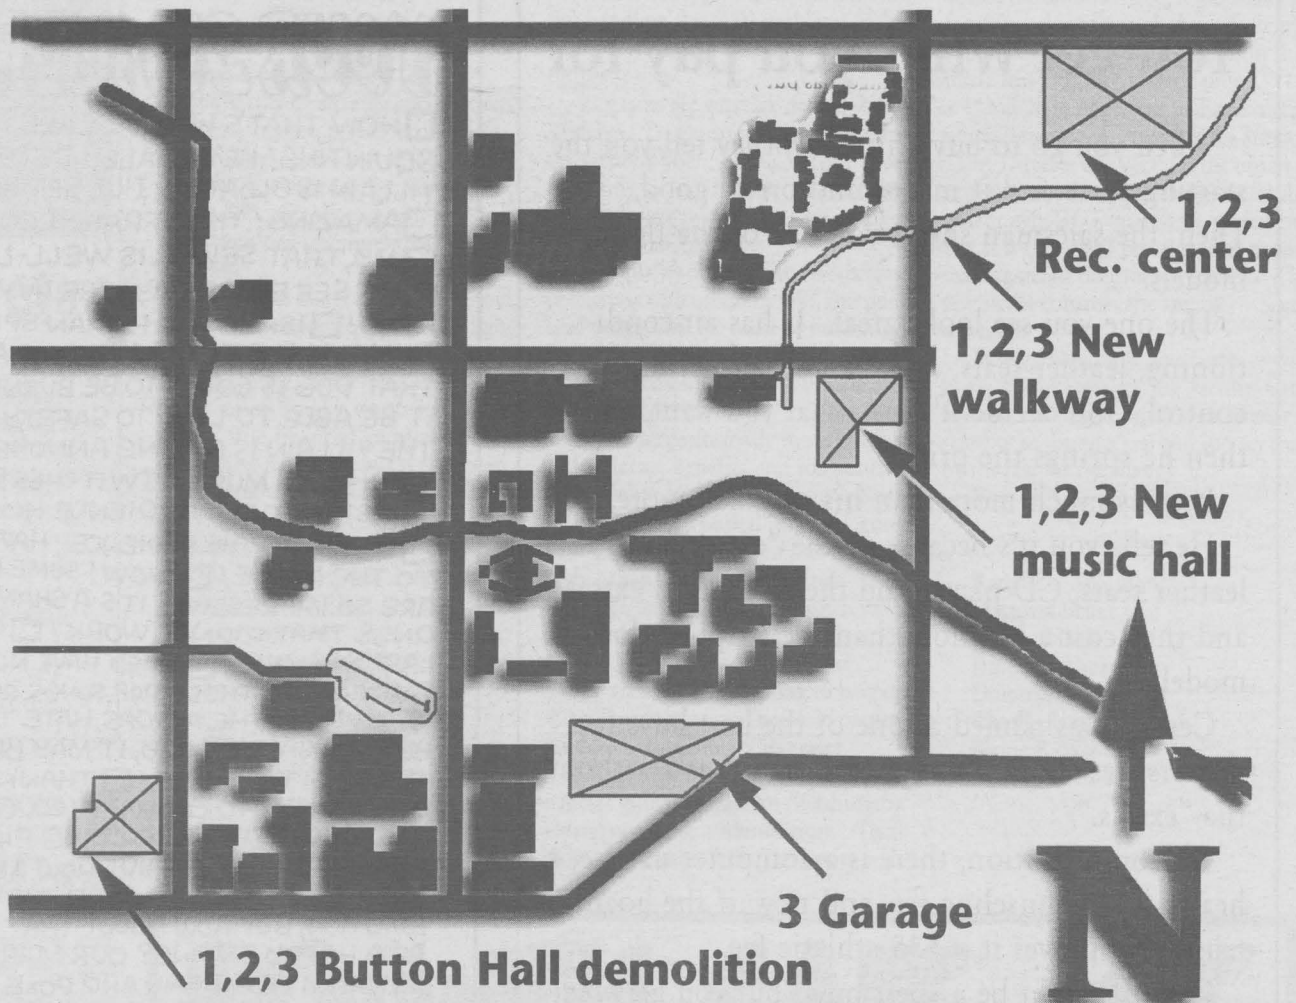 1,2,3
Rec. center
1,2,3 New
walkway
1,2,3 New
music hall
3 Garage
N
1,2,3 Button Hall demolition